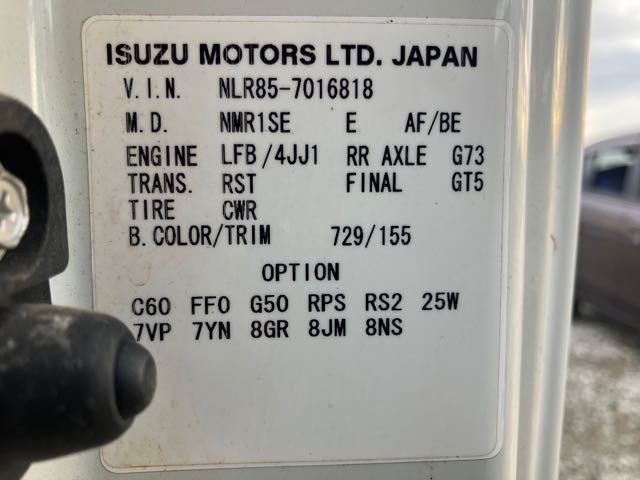 ISUZU MOTORS LTD. JAPAN
V.I.N. NLR85-7016818
M.D. NMR1SE E AF/BE
ENGINE LFB/4JJ1 RR AXLE G73
TRANS. RST FINAL GT5
TIRE CWR
B.COLOR/TRIM 729/155
OPTION
C60 FF0 G50 RPS RS2 25W
7VP 7YN 8GR 8JM 8NS